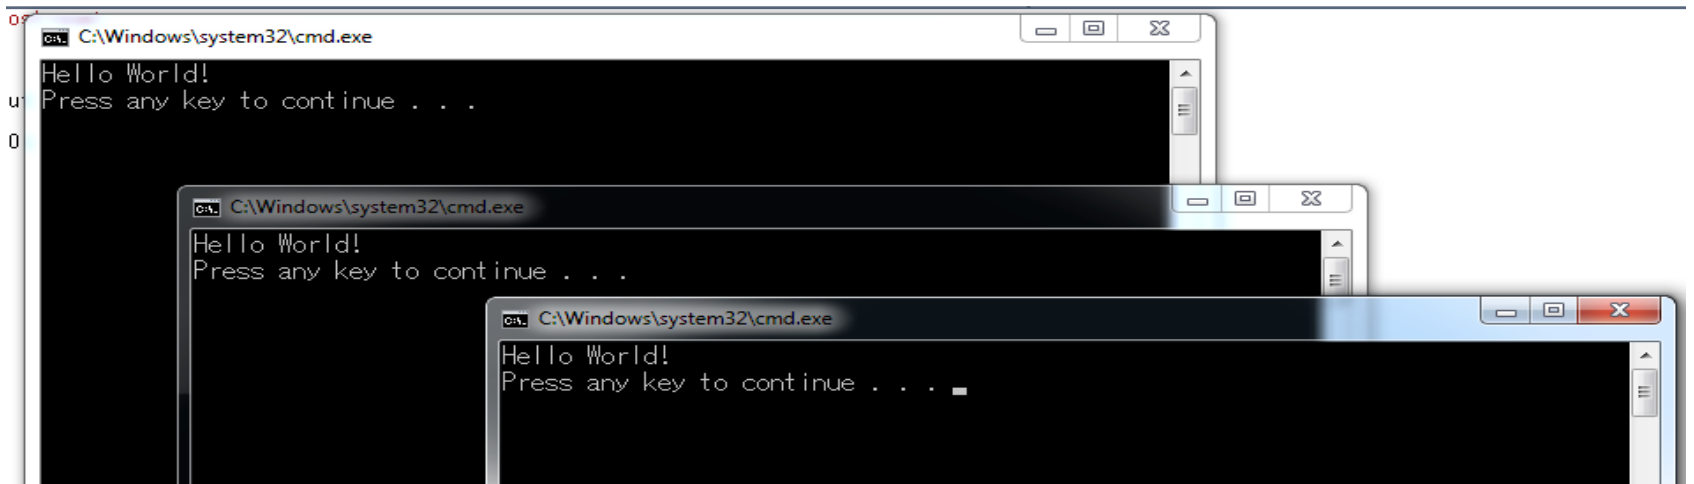 C:\Windows\system32\cmd.exe
Hello World!
Press any key to continue . . .
C:\Windows\system32\cmd.exe
Hello World!
Press any key to continue . . .
C:\Windows\system32\cmd.exe
Hello World!
Press any key to continue . . .